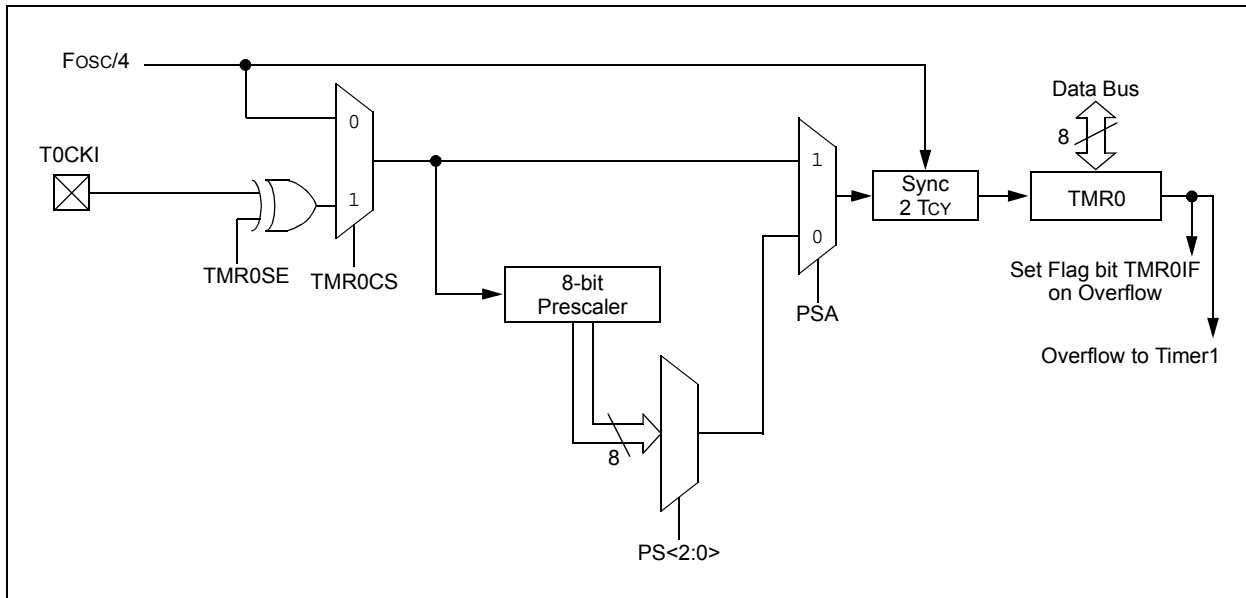 FOSC/4
T0CKI
TMR0SE
TMR0CS
0
1
8-bit
Prescaler
8
PS<2:0>
1
0
PSA
Sync
2 TCY
Data Bus
8
TMR0
Set Flag bit TMR0IF
on Overflow
Overflow to Timer1